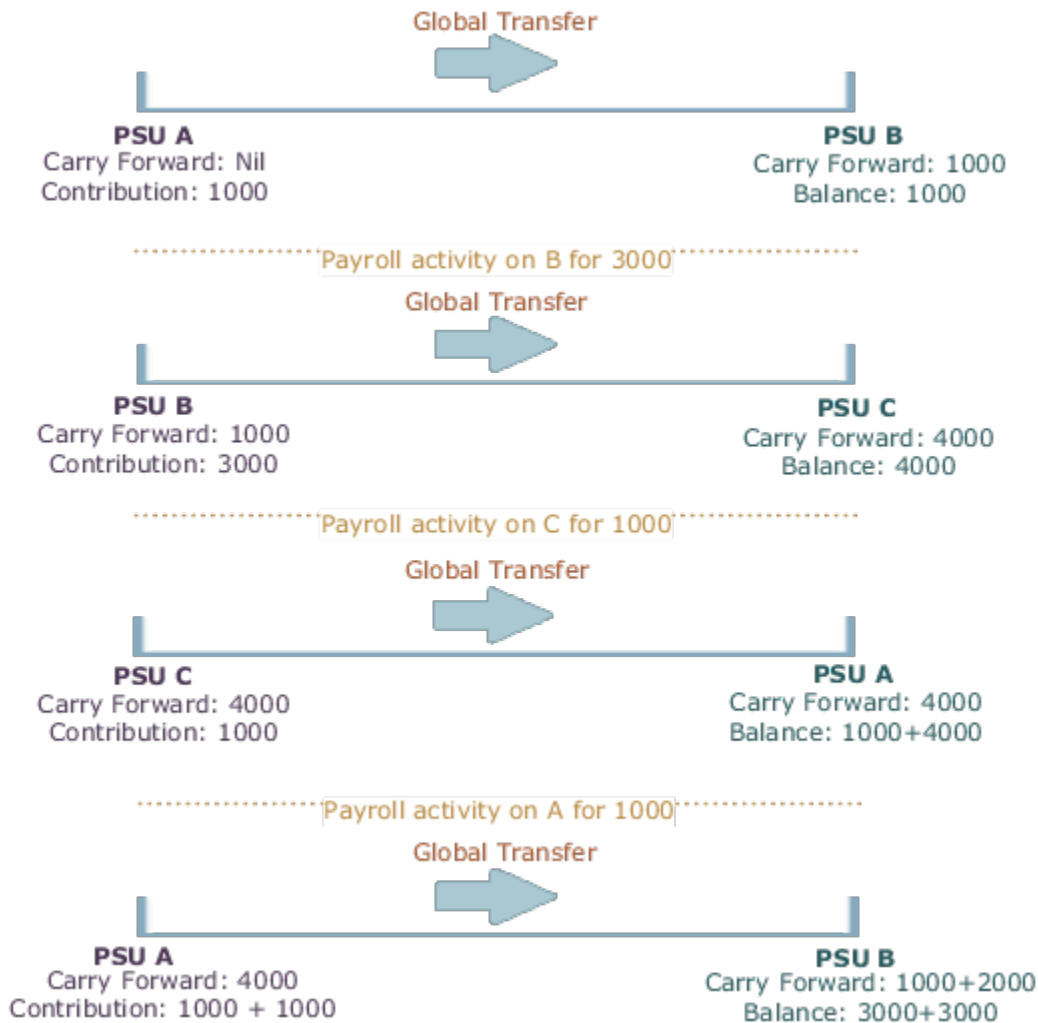 Global Transfer
PSU A
Carry Forward: Nil
Contribution: 1000
PSU B
Carry Forward: 1000
Balance: 1000
Payroll activity on B for 3000
Global Transfer
PSU B
Carry Forward: 1000
Contribution: 3000
PSU C
Carry Forward: 4000
Balance: 4000
Payroll activity on C for 1000
Global Transfer
PSU C
Carry Forward: 4000
Contribution: 1000
PSU A
Carry Forward: 4000
Balance: 1000+4000
Payroll activity on A for 1000
Global Transfer
PSU A
Carry Forward: 4000
Contribution: 1000 + 1000
PSU B
Carry Forward: 1000+2000
Balance: 3000+3000